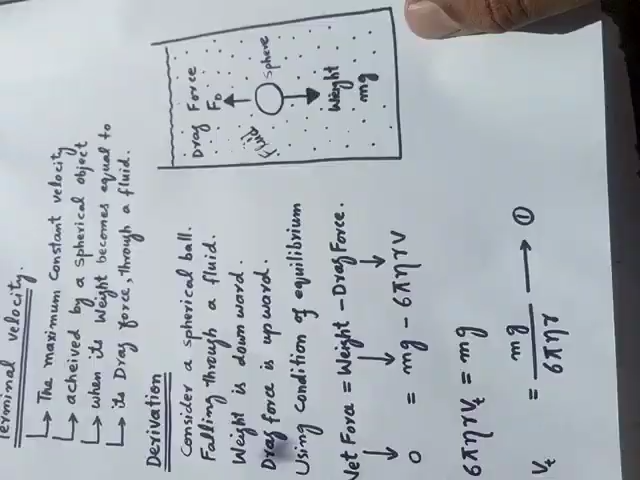 Terminal velocity.
↳ The maximum constant velocity
↳ acheived by a spherical object
↳ when its Weight becomes equal to
↳ its Drag force, through a fluid.
Derivation
Consider a spherical ball.
Falling through a fluid.
Weight is downward.
Drag force is upward.
Using condition of equilibrium
Net Force = Weight - Drag Force.
0 = mg - 6πηrv
6πηrVt = mg
Vt = mg / 6πηr → ①
Drag Force
FD
Fluid
sphere
Weight
mg